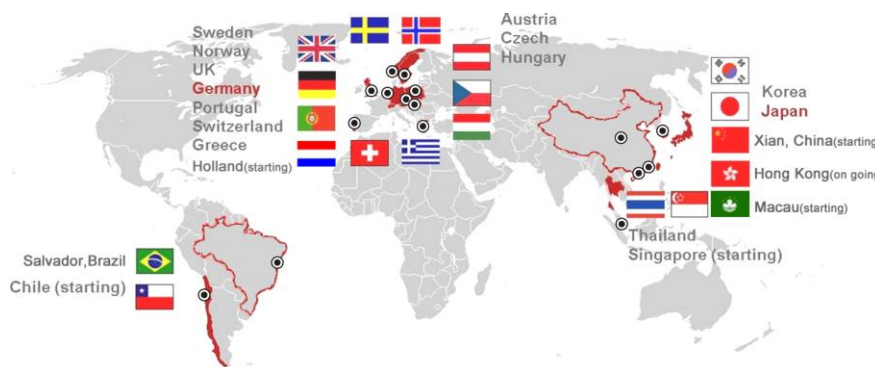 Sweden
Norway
UK
Germany
Portugal
Switzerland
Greece
Holland(starting)
Austria
Czech
Hungary
Korea
Japan
Xian, China(starting
Hong Kong(on going
Macau(starting)
Thailand
Singapore (starting)
Salvador,Brazil
Chile (starting)